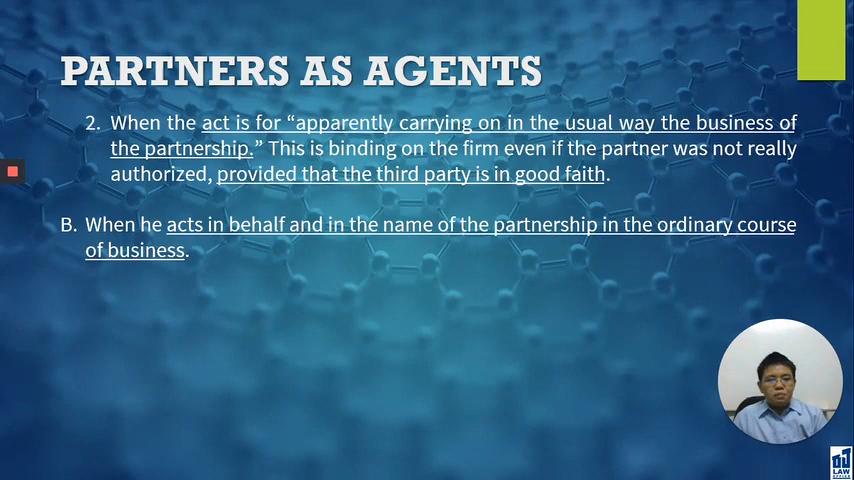 PARTNERS AS AGENTS
2. When the act is for “apparently carrying on in the usual way the business of
the partnership.” This is binding on the firm even if the partner was not really
authorized, provided that the third party is in good faith.
B. When he acts in behalf and in the name of the partnership in the ordinary course
of business.
LAW